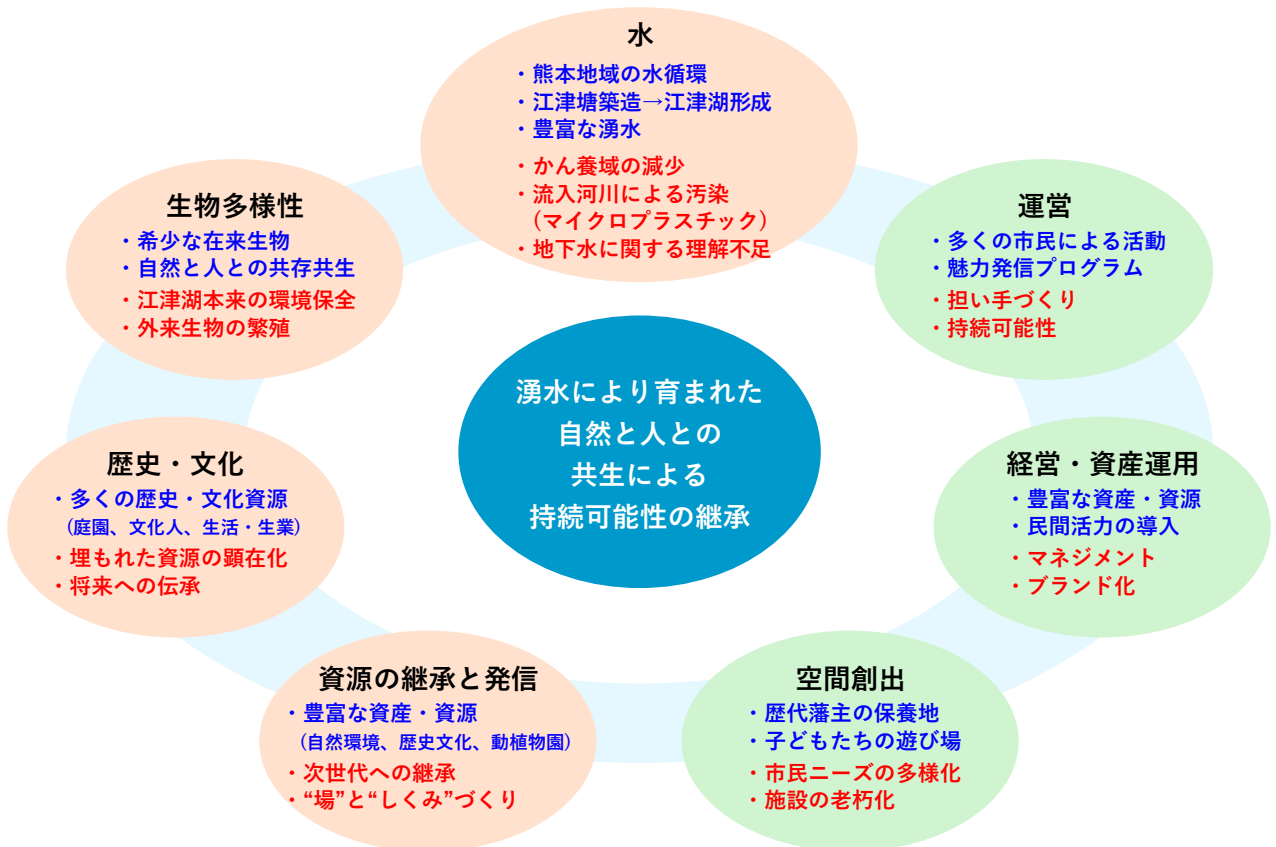 水
・熊本地域の水循環
・江津塘築造→江津湖形成
・豊富な湧水
・かん養域の減少
・流入河川による汚染
(マイクロプラスチック)
・地下水に関する理解不足
生物多様性
・希少な在来生物
・自然と人との共存共生
・江津湖本来の環境保全
・外来生物の繁殖
運営
・多くの市民による活動
・魅力発信プログラム
・担い手づくり
・持続可能性
湧水により育まれた
自然と人との
共生による
持続可能性の継承
歴史・文化
・多くの歴史・文化資源
(庭園、文化人、生活・生業)
・埋もれた資源の顕在化
・将来への伝承
経営・資産運用
・豊富な資産・資源
・民間活力の導入
・マネジメント
・ブランド化
資源の継承と発信
・豊富な資産・資源
(自然環境、歴史文化、動植物園)
・次世代への継承
・“場”と“しくみ”づくり
空間創出
・歴代藩主の保養地
・子どもたちの遊び場
・市民ニーズの多様化
・施設の老朽化